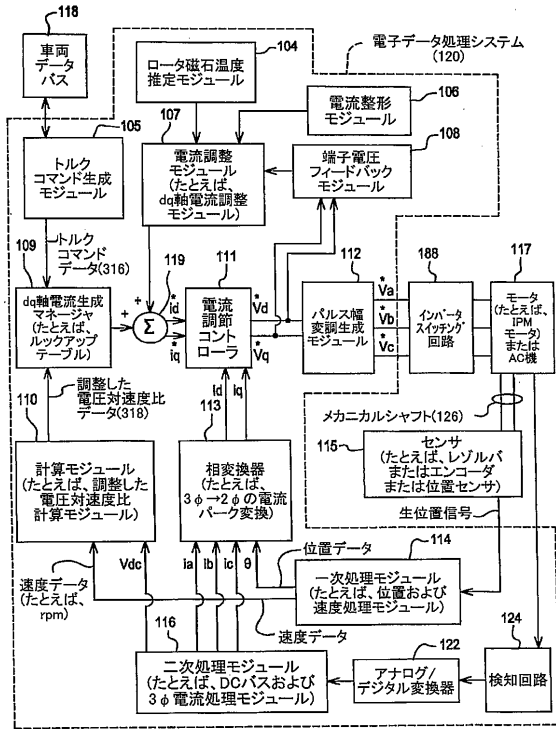 118
車両
データ
バス
ロータ磁石温度
推定モジュール
104
電子データ処理システム
(120)
105
107
電流整形
モジュール
106
トルク
コマンド生成
モジュール
電流調整
モジュール
(たとえば、
dq軸電流調整
モジュール)
端子電圧
フィードバック
モジュール
108
トルク
コマンド
データ(316)
109
dq軸電流生成
マネージャ
(たとえば、
ルックアップ
テーブル)
119
+
+
Σ
id*
iq*
111
電流
調節
コント
ローラ
Vd*
Vq*
112
パルス幅
変調生成
モジュール
Va*
Vb*
Vc*
188
インバータ
スイッチング
回路
117
モータ
(たとえば、
IPM
モータ)
または
AC機
調整した
電圧対速度比
データ(318)
id
iq
110
計算モジュール
(たとえば、
調整した
電圧対速度比
計算モジュール)
113
相変換器
(たとえば、
3φ→2φの電流
パーク変換)
メカニカルシャフト(126)
115
センサ
(たとえば、レゾルバ
またはエンコーダ
または位置センサ)
生位置信号
速度データ
(たとえば、
rpm)
Vdc
ia
ib
ic
θ
位置データ
114
一次処理モジュール
(たとえば、位置および
速度処理モジュール)
速度データ
116
二次処理モジュール
(たとえば、DCバスおよび
3φ電流処理モジュール)
122
アナログ/
デジタル変換器
124
検知回路